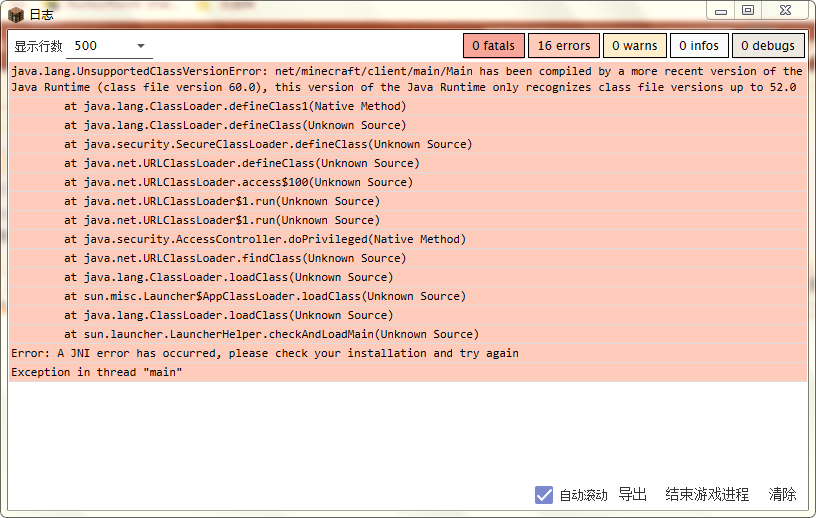 日志
显示行数 500 0 fatals 16 errors 0 warns 0 infos 0 debugs
java.lang.UnsupportedClassVersionError: net/minecraft/client/main/Main has been compiled by a more recent version of the
Java Runtime (class file version 60.0), this version of the Java Runtime only recognizes class file versions up to 52.0
at java.lang.ClassLoader.defineClass1(Native Method)
at java.lang.ClassLoader.defineClass(Unknown Source)
at java.security.SecureClassLoader.defineClass(Unknown Source)
at java.net.URLClassLoader.defineClass(Unknown Source)
at java.net.URLClassLoader.access$100(Unknown Source)
at java.net.URLClassLoader$1.run(Unknown Source)
at java.net.URLClassLoader$1.run(Unknown Source)
at java.security.AccessController.doPrivileged(Native Method)
at java.net.URLClassLoader.findClass(Unknown Source)
at java.lang.ClassLoader.loadClass(Unknown Source)
at sun.misc.Launcher$AppClassLoader.loadClass(Unknown Source)
at java.lang.ClassLoader.loadClass(Unknown Source)
at sun.launcher.LauncherHelper.checkAndLoadMain(Unknown Source)
Error: A JNI error has occurred, please check your installation and try again
Exception in thread "main"
自动滚动 导出 结束游戏进程 清除